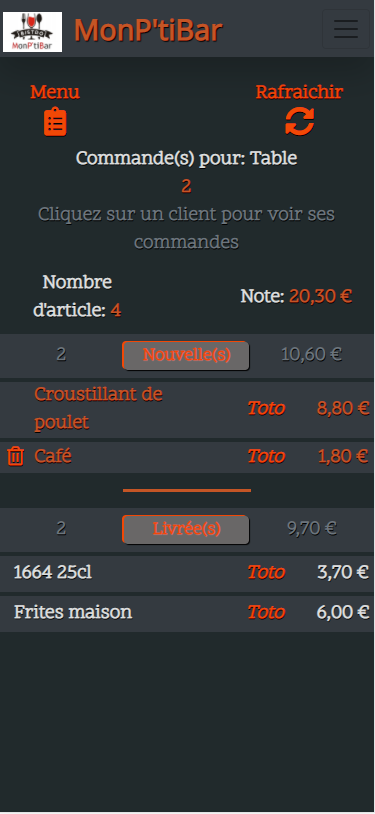 BISTROT
MonP'tiBar
MonP'tiBar
Menu Rafraichir
Commande(s) pour: Table
2
Cliquez sur un client pour voir ses
commandes
Nombre
d'article: 4
Note: 20,30 €
2 Nouvelle(s) 10,60 €
Croustillant de
poulet
Toto 8,80 €
Café Toto 1,80 €
2 Livrée(s) 9,70 €
1664 25cl Toto 3,70 €
Frites maison Toto 6,00 €